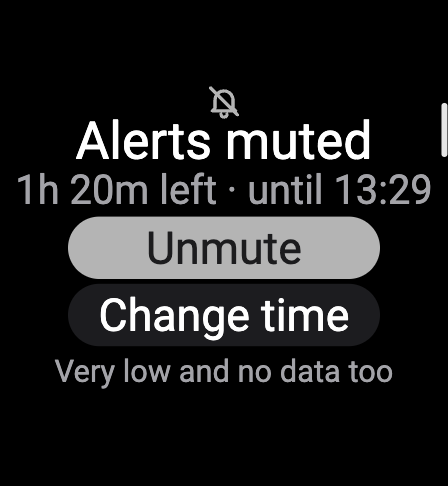 Alerts muted
1h 20m left · until 13:29
Unmute
Change time
Very low and no data too